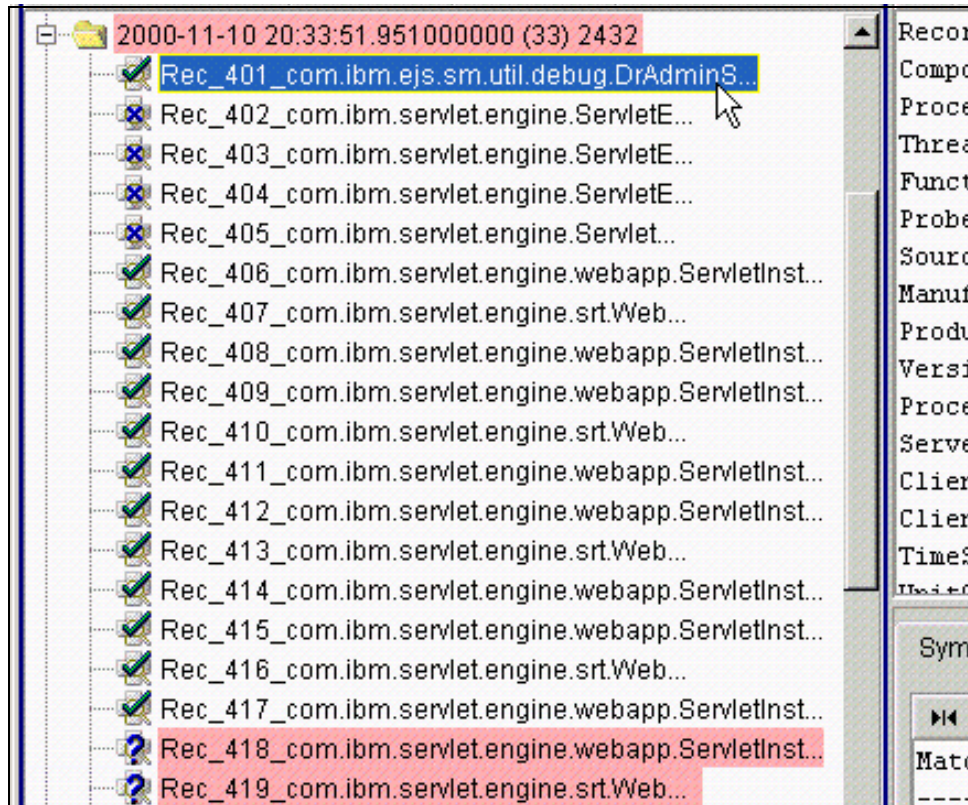 2000-11-10 20:33:51.951000000 (33) 2432
Rec_401_com.ibm.ejs.sm.util.debug.DrAdminS...
Rec_402_com.ibm.servlet.engine.ServletE...
Rec_403_com.ibm.servlet.engine.ServletE...
Rec_404_com.ibm.servlet.engine.ServletE...
Rec_405_com.ibm.servlet.engine.Servlet...
Rec_406_com.ibm.servlet.engine.webapp.ServletInst...
Rec_407_com.ibm.servlet.engine.srt.Web...
Rec_408_com.ibm.servlet.engine.webapp.ServletInst...
Rec_409_com.ibm.servlet.engine.webapp.ServletInst...
Rec_410_com.ibm.servlet.engine.srt.Web...
Rec_411_com.ibm.servlet.engine.webapp.ServletInst...
Rec_412_com.ibm.servlet.engine.webapp.ServletInst...
Rec_413_com.ibm.servlet.engine.srt.Web...
Rec_414_com.ibm.servlet.engine.webapp.ServletInst...
Rec_415_com.ibm.servlet.engine.webapp.ServletInst...
Rec_416_com.ibm.servlet.engine.srt.Web...
Rec_417_com.ibm.servlet.engine.webapp.ServletInst...
Rec_418_com.ibm.servlet.engine.webapp.ServletInst...
Rec_419_com.ibm.servlet.engine.srt.Web...
Recor
Compo
Proce
Threa
Funct
Probe
Sourc
Manuf
Produ
Versi
Proce
Serve
Clien
Clien
TimeS
Sym
Matc
----